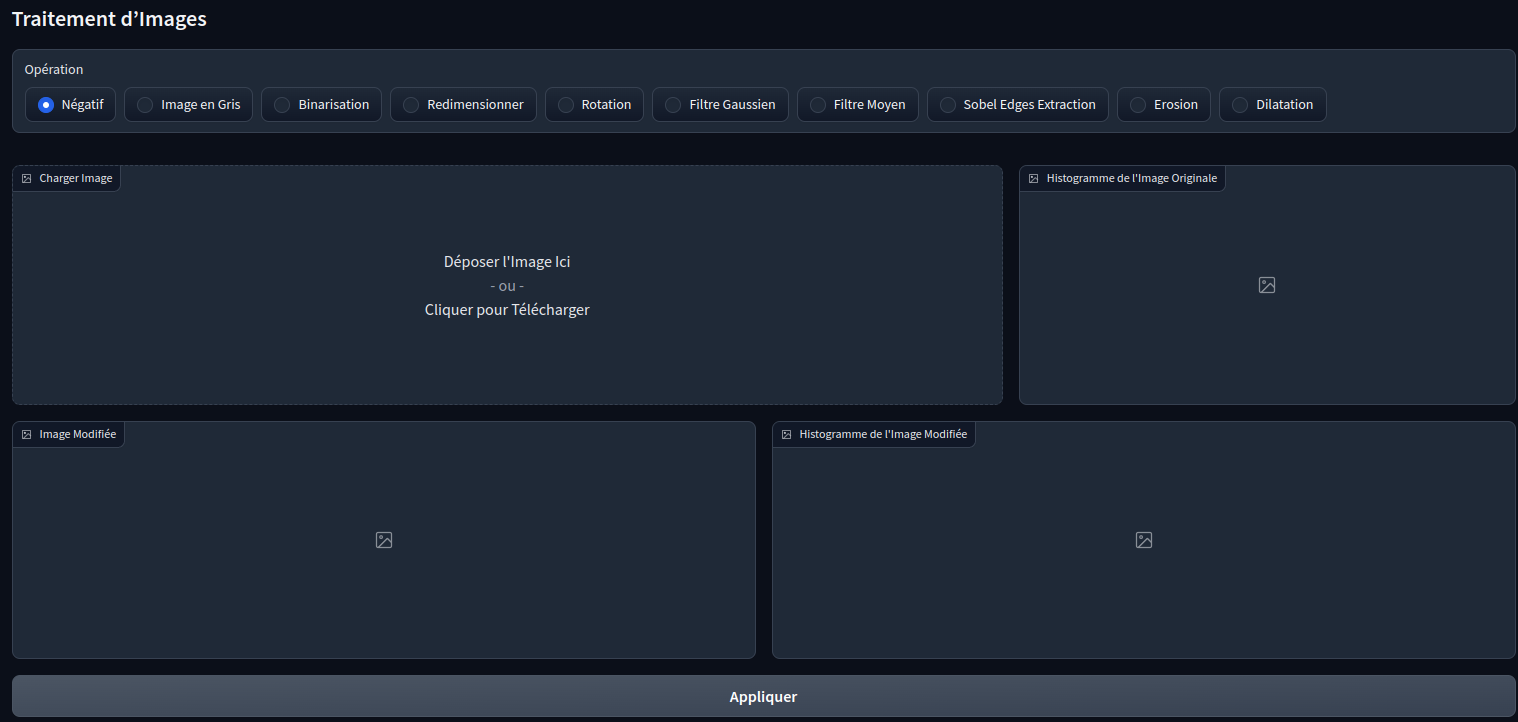 Traitement d’Images
Opération
Négatif
Image en Gris
Binarisation
Redimensionner
Rotation
Filtre Gaussien
Filtre Moyen
Sobel Edges Extraction
Erosion
Dilatation
Charger Image
Déposer l'Image Ici
- ou -
Cliquer pour Télécharger
Histogramme de l'Image Originale
Image Modifiée
Histogramme de l'Image Modifiée
Appliquer